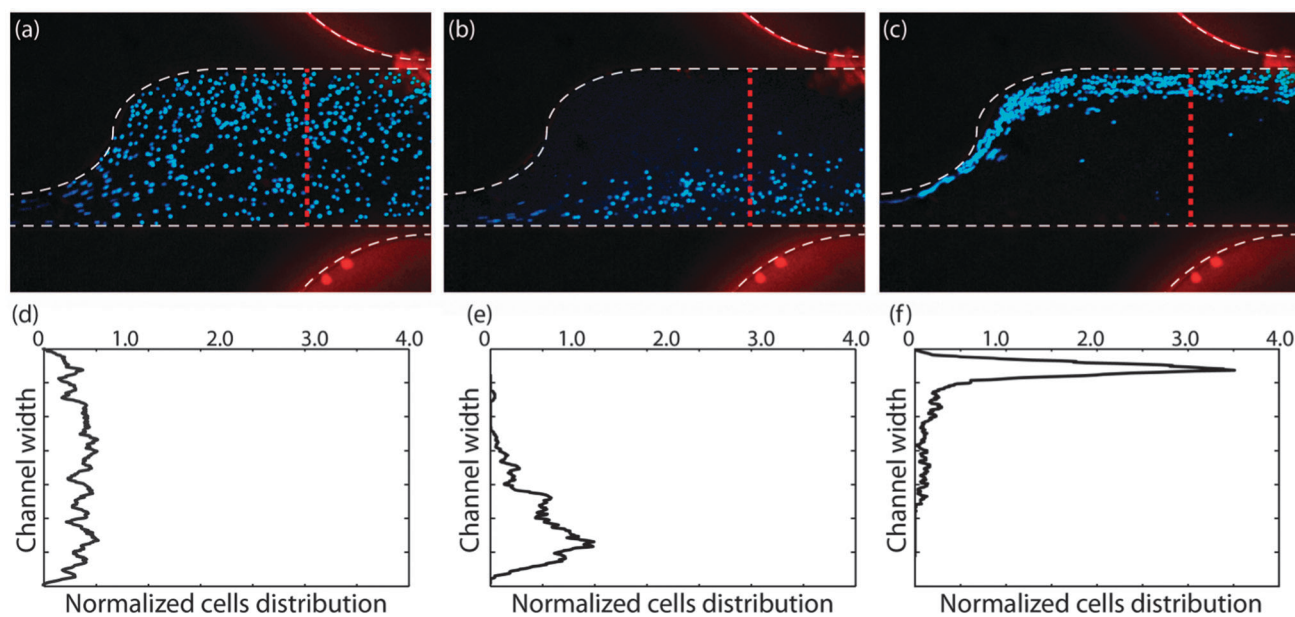 (a)
(b)
(c)
(d)
0 1.0 2.0 3.0 4.0
Channel width
Normalized cells distribution
(e)
0 1.0 2.0 3.0 4.0
Channel width
Normalized cells distribution
(f)
0 1.0 2.0 3.0 4.0
Channel width
Normalized cells distribution